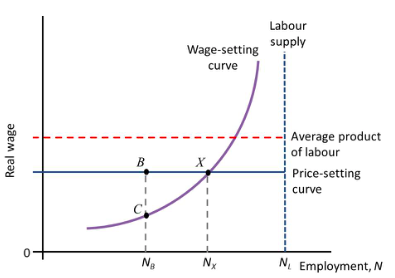 Labour
supply
Wage-setting
curve
Average product
of labour
B
X
Price-setting
curve
C
Real wage
0
N_B
N_X
N_L
Employment, N